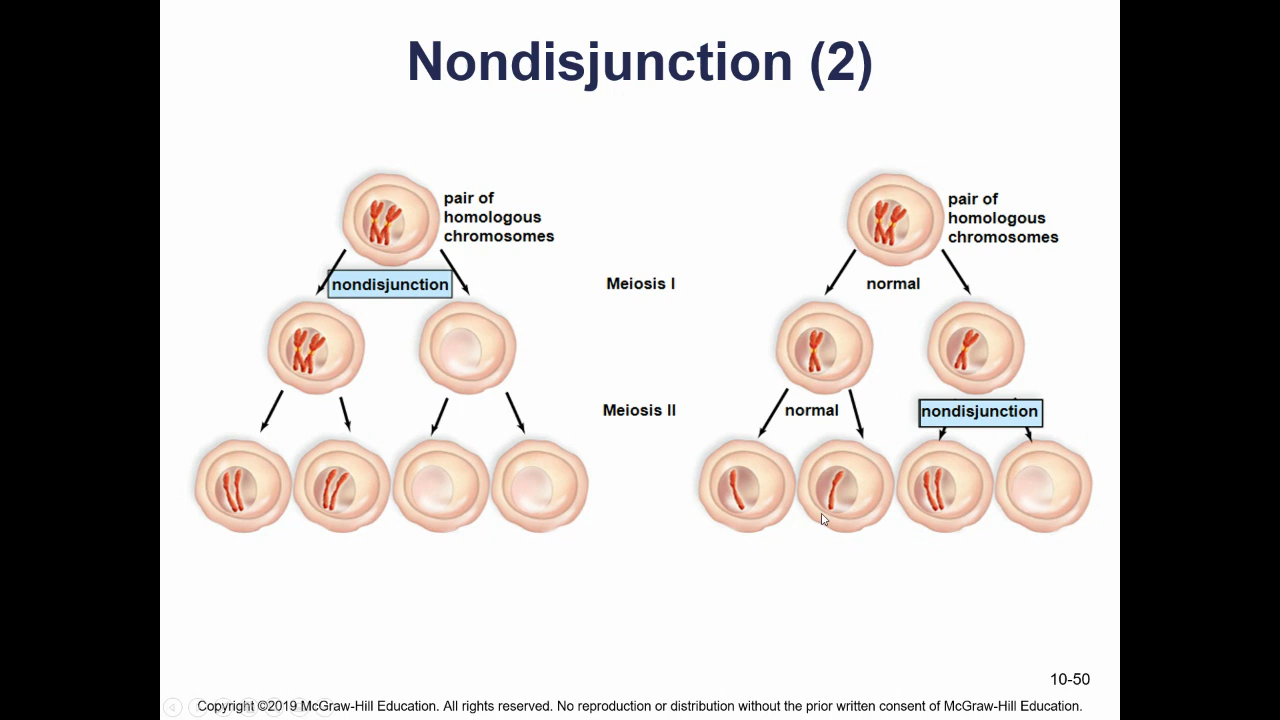 Nondisjunction (2)
pair of
homologous
chromosomes
nondisjunction
Meiosis I
pair of
homologous
chromosomes
normal
Meiosis II
normal
nondisjunction
10-50
Copyright ©2019 McGraw-Hill Education. All rights reserved. No reproduction or distribution without the prior written consent of McGraw-Hill Education.